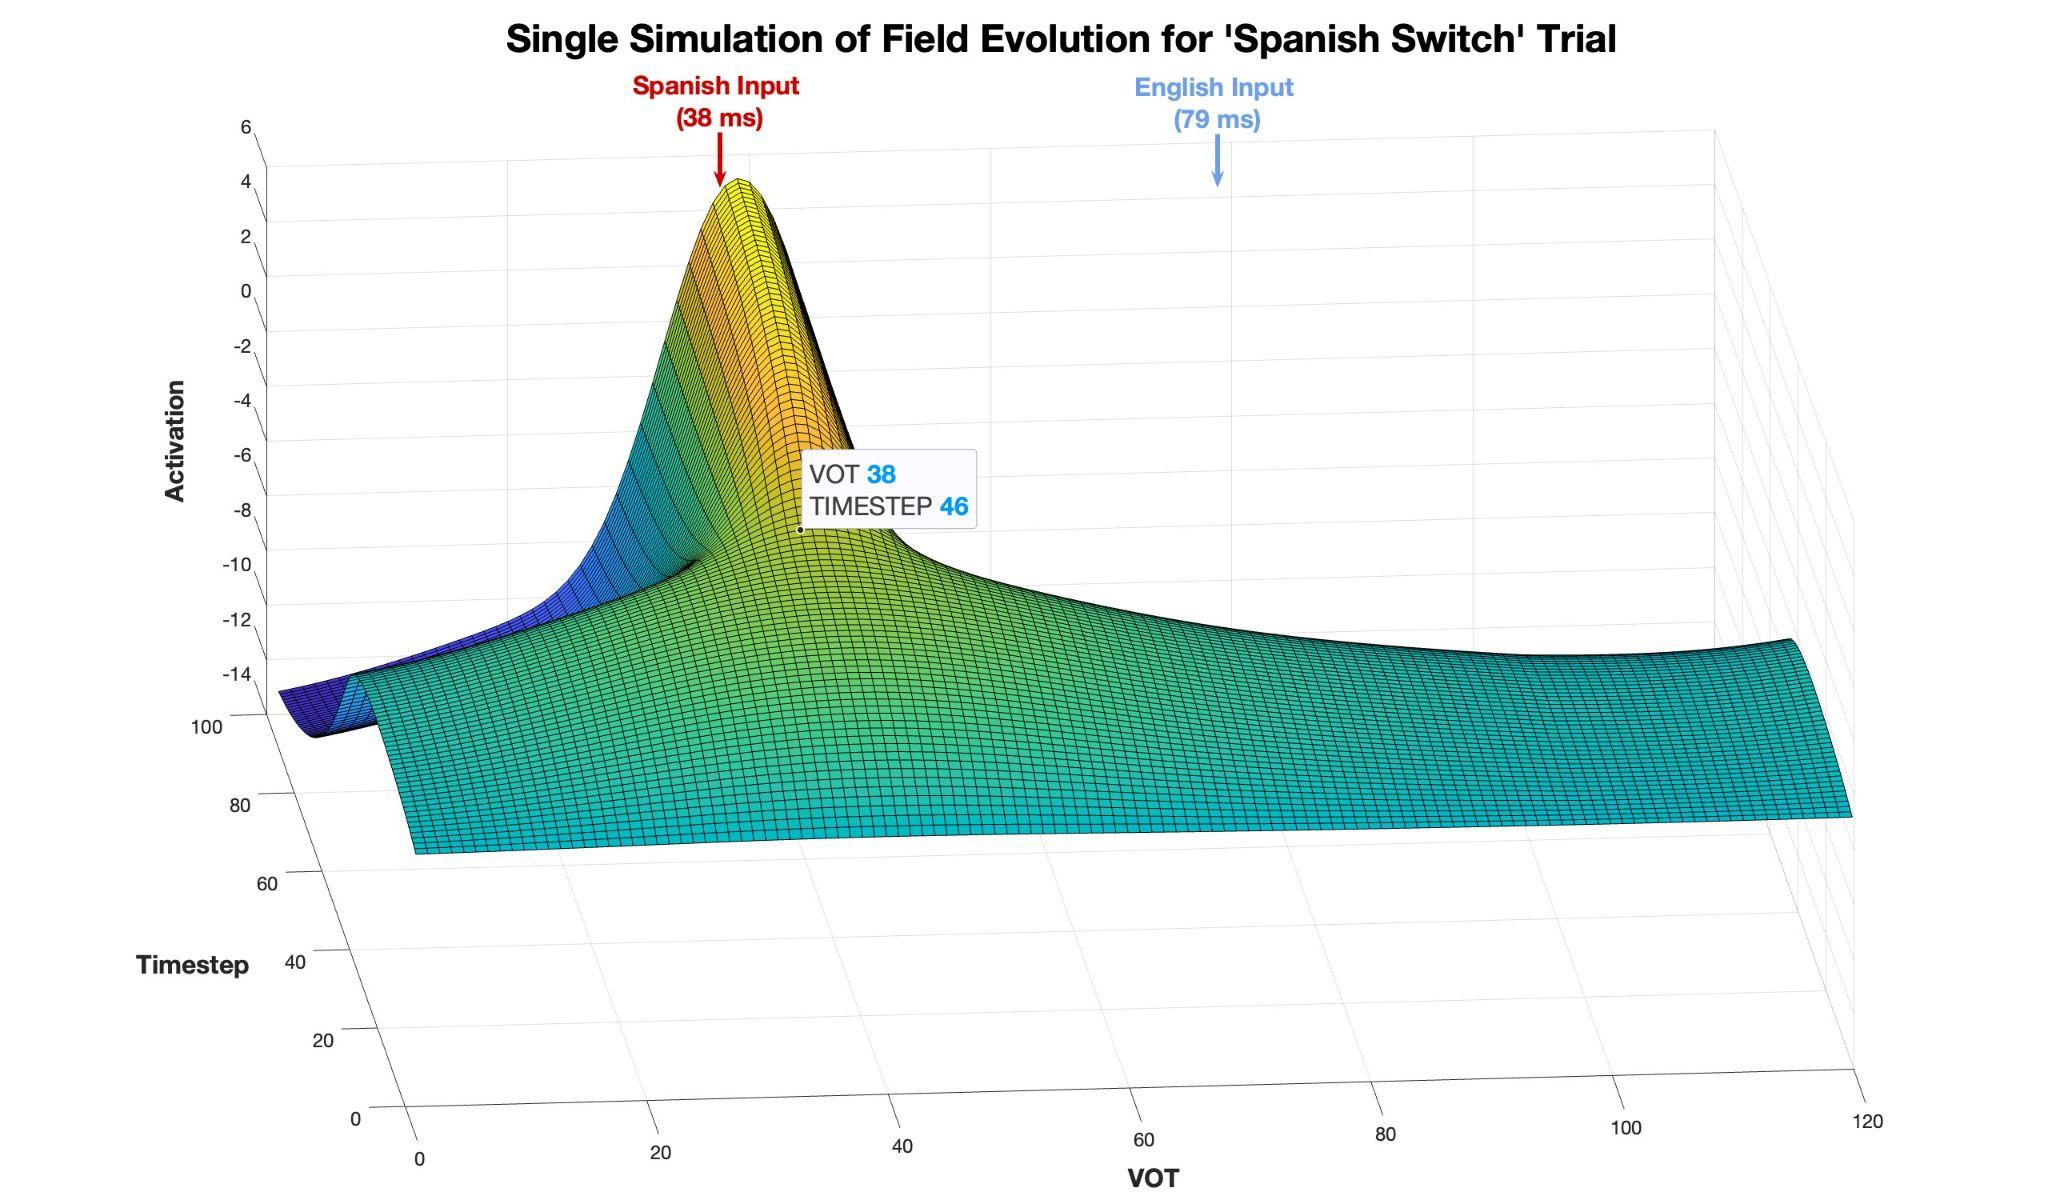 Single Simulation of Field Evolution for 'Spanish Switch' Trial
Spanish Input
(38 ms)
English Input
(79 ms)
6
4
2
0
-2
-4
-6
-8
-10
-12
-14
Activation
VOT 38
TIMESTEP 46
100
80
60
40
20
0
Timestep
0
20
40
60
80
100
120
VOT